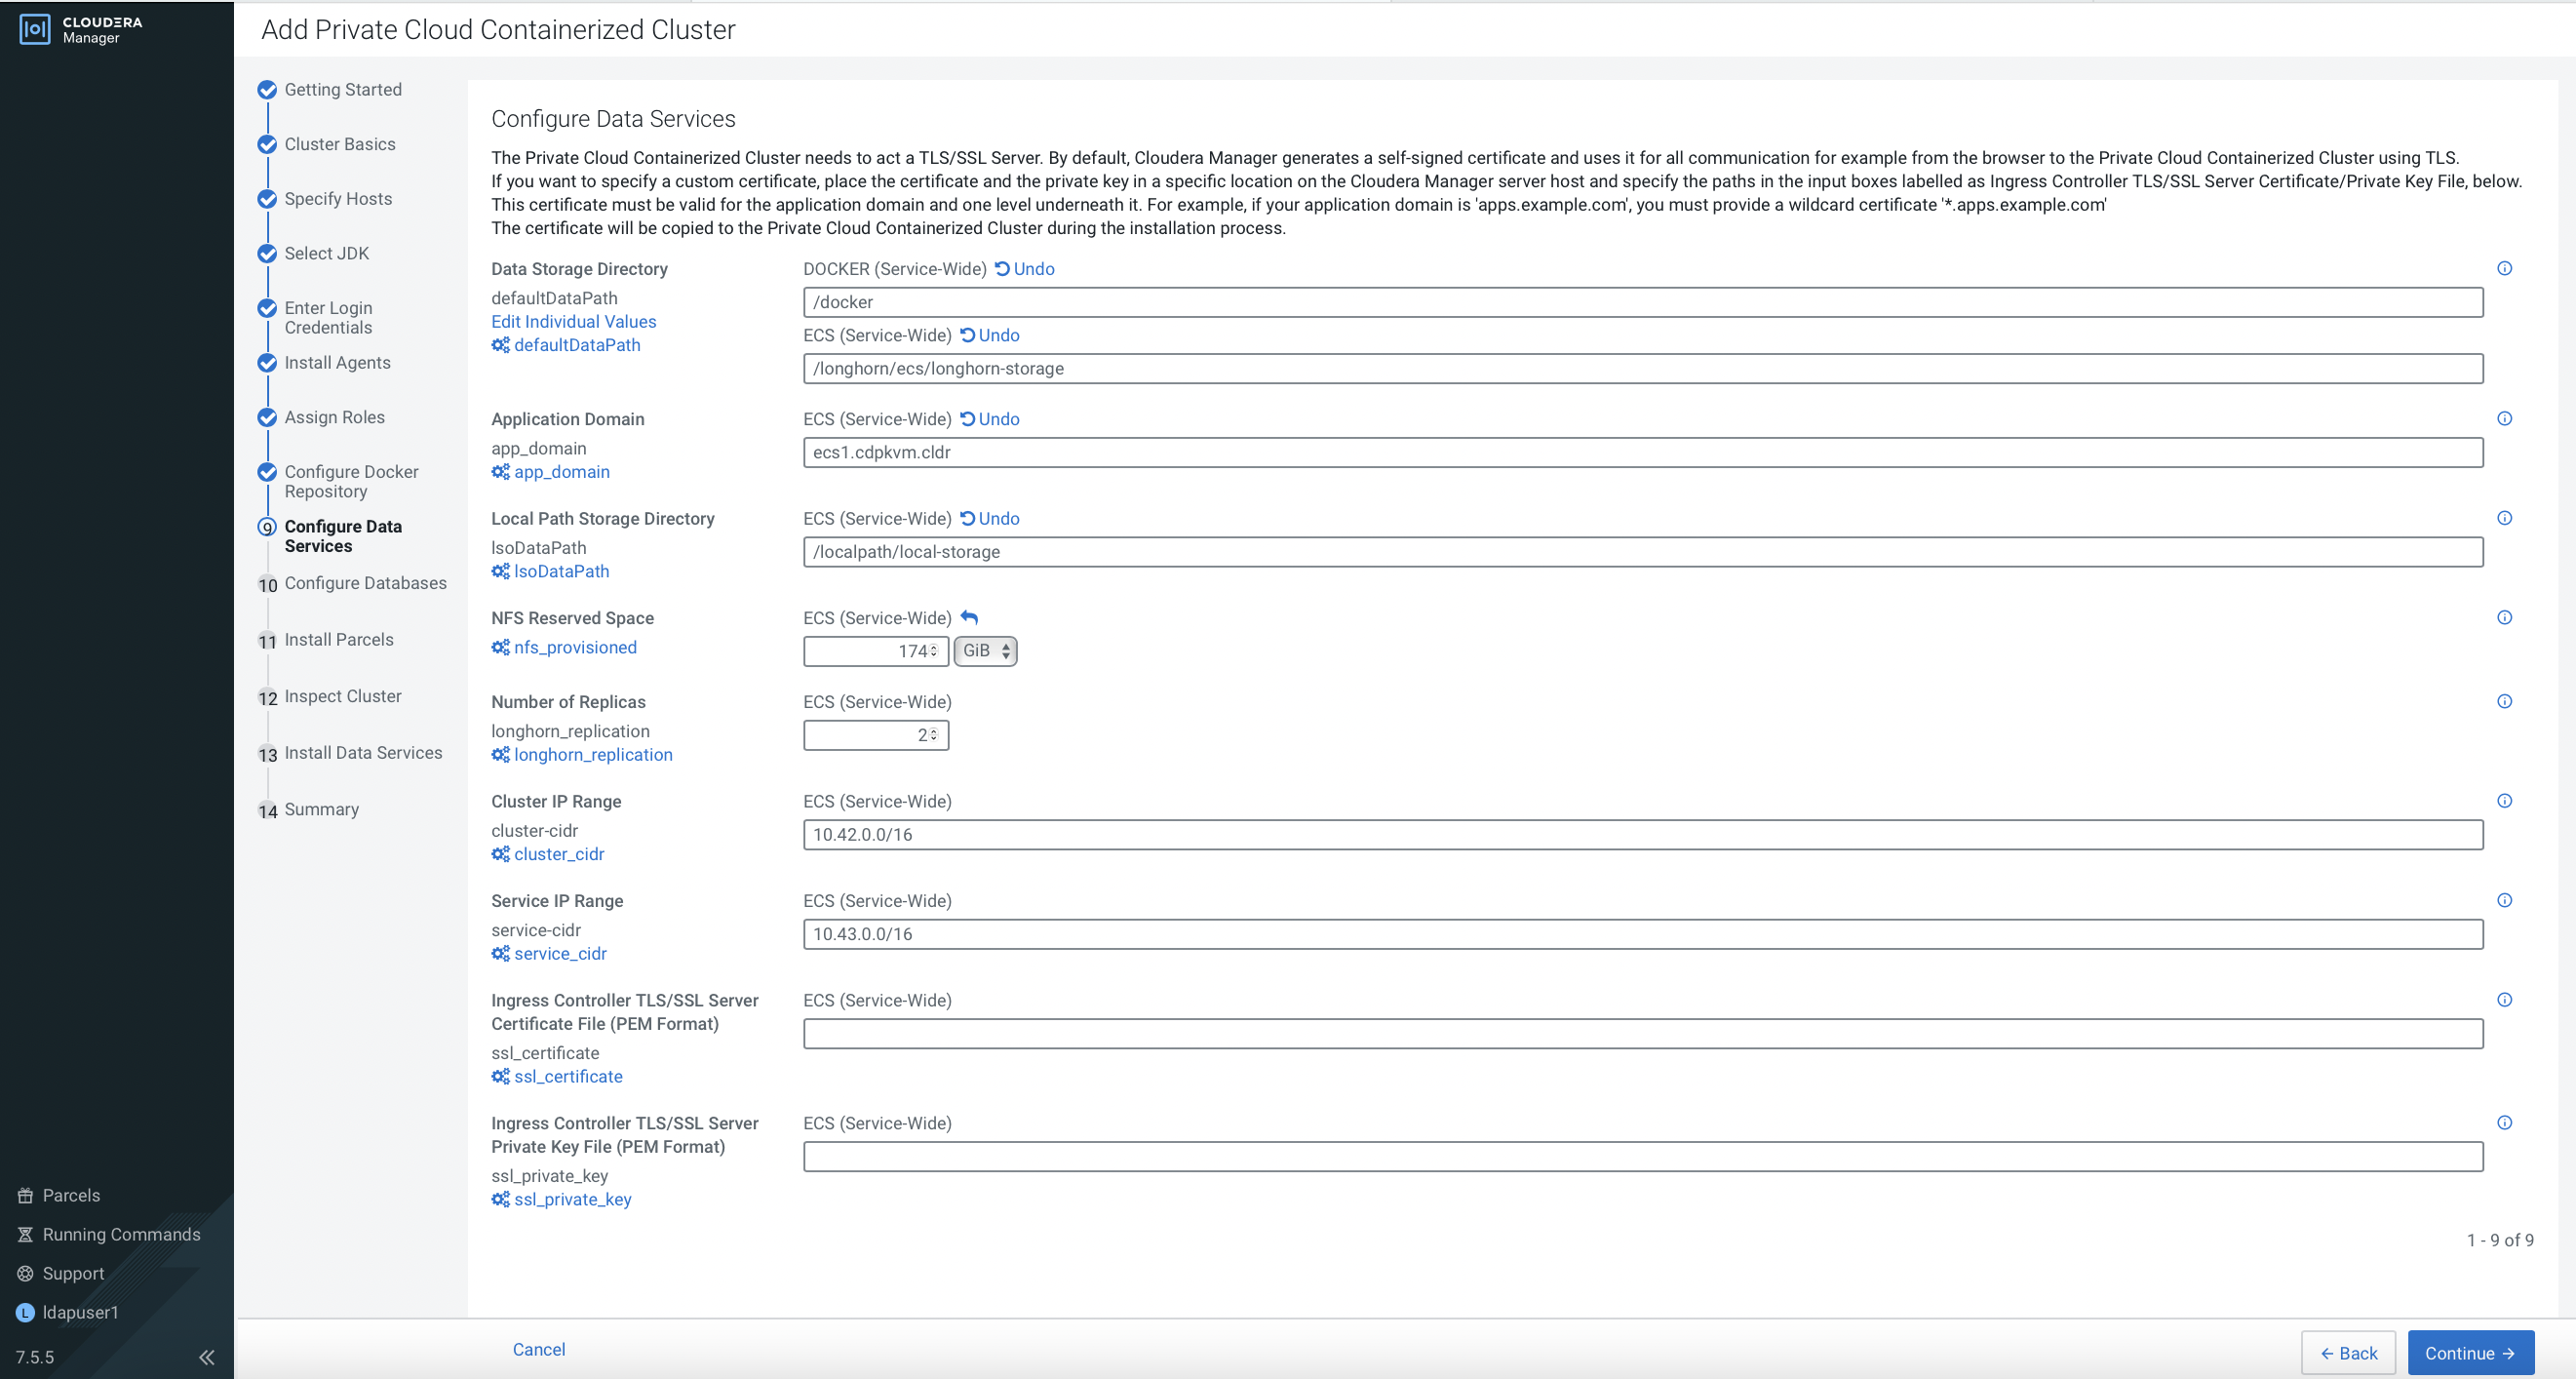 CLOUDERA
Manager
Add Private Cloud Containerized Cluster
Getting Started
Cluster Basics
Specify Hosts
Select JDK
Enter Login
Credentials
Install Agents
Assign Roles
Configure Docker
Repository
9 Configure Data
Services
10 Configure Databases
11 Install Parcels
12 Inspect Cluster
13 Install Data Services
14 Summary
Parcels
Running Commands
Support
L ldapuser1
7.5.5
Configure Data Services
The Private Cloud Containerized Cluster needs to act a TLS/SSL Server. By default, Cloudera Manager generates a self-signed certificate and uses it for all communication for example from the browser to the Private Cloud Containerized Cluster using TLS.
If you want to specify a custom certificate, place the certificate and the private key in a specific location on the Cloudera Manager server host and specify the paths in the input boxes labelled as Ingress Controller TLS/SSL Server Certificate/Private Key File, below.
This certificate must be valid for the application domain and one level underneath it. For example, if your application domain is 'apps.example.com', you must provide a wildcard certificate '*.apps.example.com'
The certificate will be copied to the Private Cloud Containerized Cluster during the installation process.
Data Storage Directory
defaultDataPath
Edit Individual Values
defaultDataPath
DOCKER (Service-Wide) Undo
/docker
ECS (Service-Wide) Undo
/longhorn/ecs/longhorn-storage
Application Domain
app_domain
app_domain
ECS (Service-Wide) Undo
ecs1.cdpkvm.cldr
Local Path Storage Directory
lsoDataPath
lsoDataPath
ECS (Service-Wide) Undo
/localpath/local-storage
NFS Reserved Space
nfs_provisioned
ECS (Service-Wide)
174 GiB
Number of Replicas
longhorn_replication
longhorn_replication
ECS (Service-Wide)
2
Cluster IP Range
cluster-cidr
cluster_cidr
ECS (Service-Wide)
10.42.0.0/16
Service IP Range
service-cidr
service_cidr
ECS (Service-Wide)
10.43.0.0/16
Ingress Controller TLS/SSL Server
Certificate File (PEM Format)
ssl_certificate
ssl_certificate
ECS (Service-Wide)
Ingress Controller TLS/SSL Server
Private Key File (PEM Format)
ssl_private_key
ssl_private_key
ECS (Service-Wide)
1 - 9 of 9
Cancel
← Back
Continue →